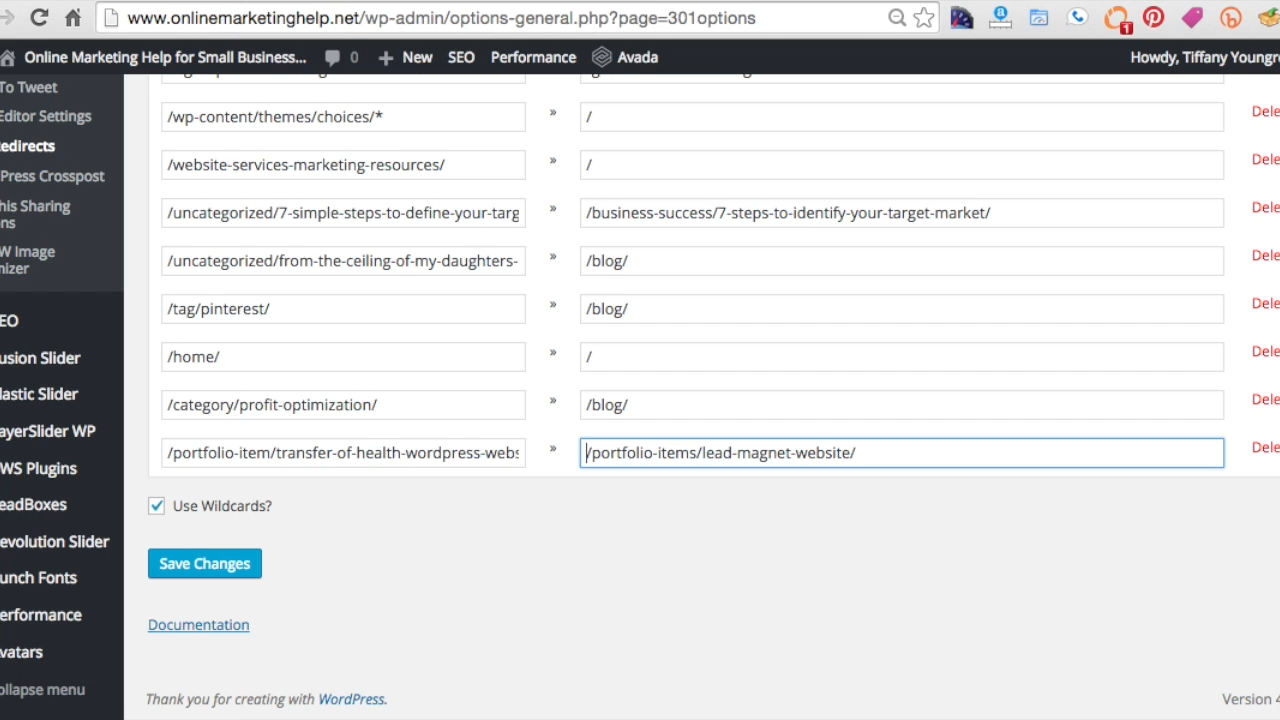 www.onlinemarketinghelp.net/wp-admin/options-general.php?page=301options
Online Marketing Help for Small Business... 0 New SEO Performance Avada Howdy, Tiffany Youngre
To Tweet
Editor Settings
edirects
Press Crosspost
his Sharing
ons
W Image
mizer
EO
usion Slider
lastic Slider
ayerSlider WP
WS Plugins
eadBoxes
evolution Slider
unch Fonts
erformance
vatars
ollapse menu
/wp-content/themes/choices/* » / Dele
/website-services-marketing-resources/ » / Dele
/uncategorized/7-simple-steps-to-define-your-targ » /business-success/7-steps-to-identify-your-target-market/ Dele
/uncategorized/from-the-ceiling-of-my-daughters- » /blog/ Dele
/tag/pinterest/ » /blog/ Dele
/home/ » / Dele
/category/profit-optimization/ » /blog/ Dele
/portfolio-item/transfer-of-health-wordpress-webs » /portfolio-items/lead-magnet-website/ Dele
Use Wildcards?
Save Changes
Documentation
Thank you for creating with WordPress. Version 4